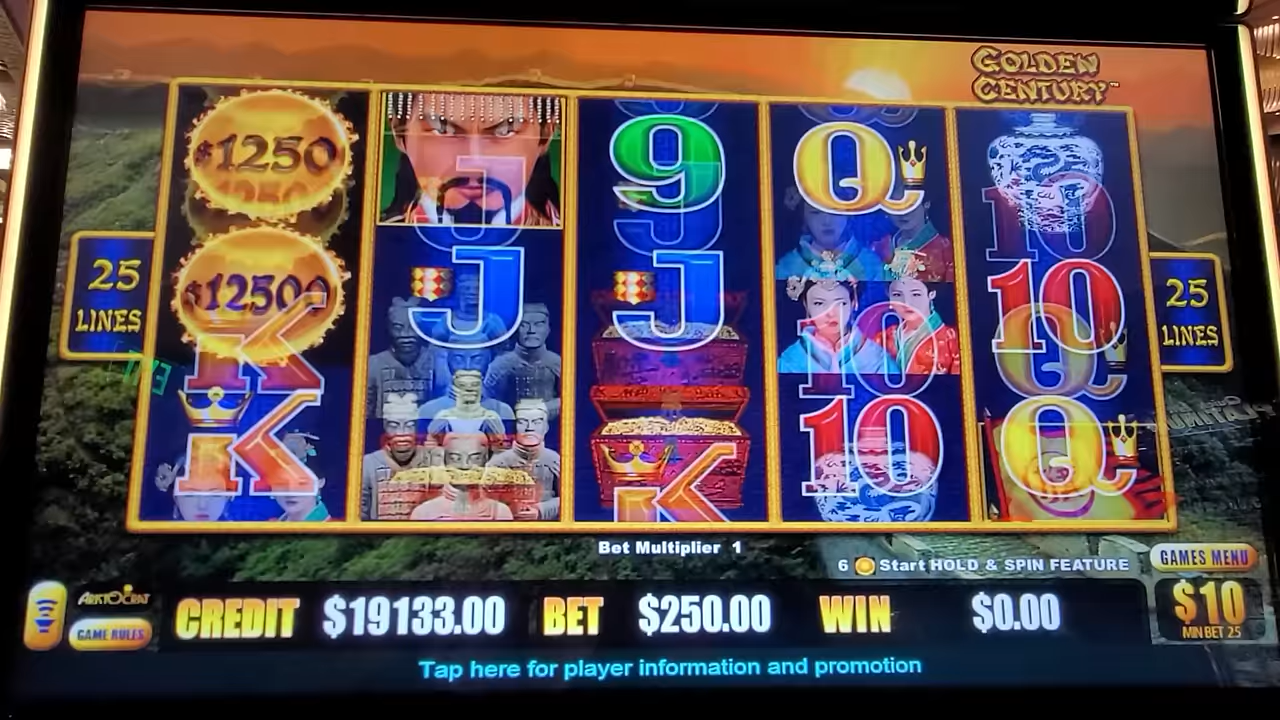 GOLDEN
CENTURY™
$1250
9
Q
10
25
LINES
$12500
J
J
10
25
LINES
K
K
K
10
Q
Bet Multiplier 1
6 Start HOLD & SPIN FEATURE
GAMES MENU
ARISTOCRAT
GAME RULES
CREDIT $19133.00 BET $250.00 WIN $0.00
$10
MIN BET 25
Tap here for player information and promotion